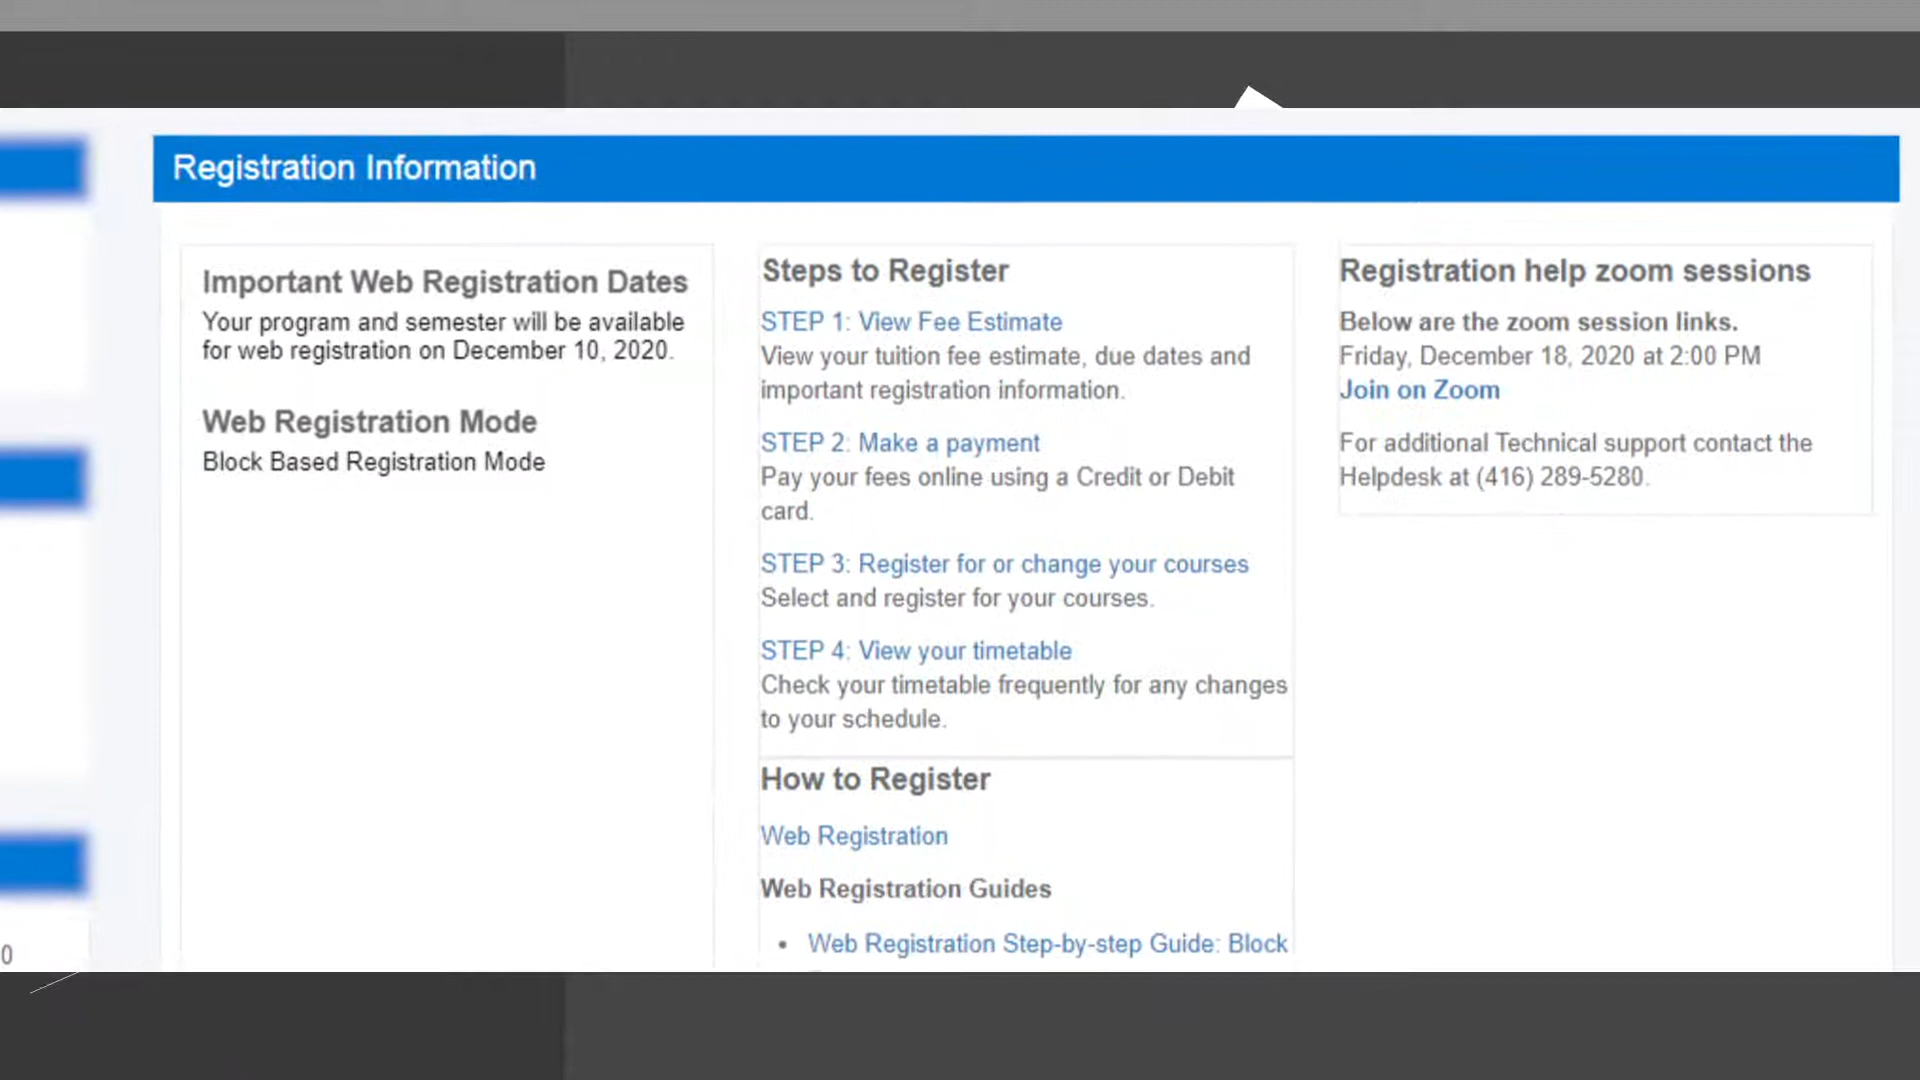 Registration Information
Important Web Registration Dates
Your program and semester will be available
for web registration on December 10, 2020.
Web Registration Mode
Block Based Registration Mode
Steps to Register
STEP 1: View Fee Estimate
View your tuition fee estimate, due dates and
important registration information.
STEP 2: Make a payment
Pay your fees online using a Credit or Debit
card.
STEP 3: Register for or change your courses
Select and register for your courses.
STEP 4: View your timetable
Check your timetable frequently for any changes
to your schedule.
How to Register
Web Registration
Web Registration Guides
• Web Registration Step-by-step Guide: Block
Registration help zoom sessions
Below are the zoom session links.
Friday, December 18, 2020 at 2:00 PM
Join on Zoom
For additional Technical support contact the
Helpdesk at (416) 289-5280.
0